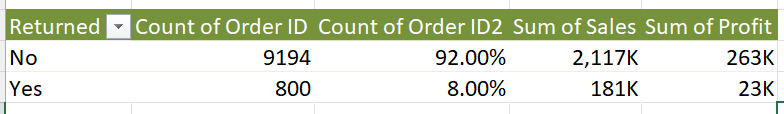 Returned Count of Order ID Count of Order ID2 Sum of Sales Sum of Profit
No 9194 92.00% 2,117K 263K
Yes 800 8.00% 181K 23K